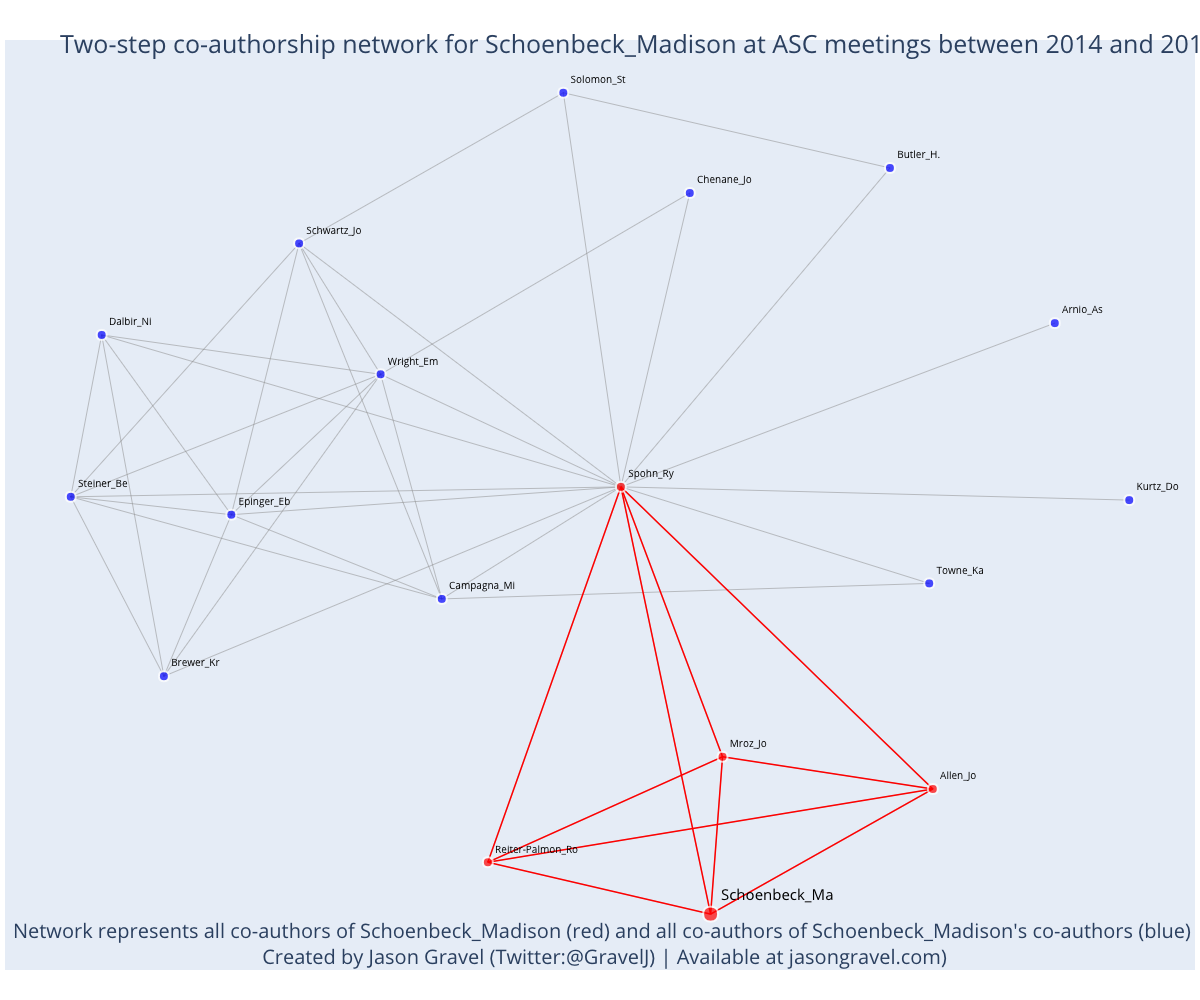 Two-step co-authorship network for Schoenbeck_Madison at ASC meetings between 2014 and 201
Solomon_St
Butler_H.
Chenane_Jo
Schwartz_Jo
Arnio_As
Dalbir_Ni
Wright_Em
Spohn_Ry
Steiner_Be
Kurtz_Do
Epinger_Eb
Towne_Ka
Campagna_Mi
Brewer_Kr
Mroz_Jo
Allen_Jo
Reiter-Palmon_Ro
Schoenbeck_Ma
Network represents all co-authors of Schoenbeck_Madison (red) and all co-authors of Schoenbeck_Madison's co-authors (blue)
Created by Jason Gravel (Twitter:@GravelJ) | Available at jasongravel.com)